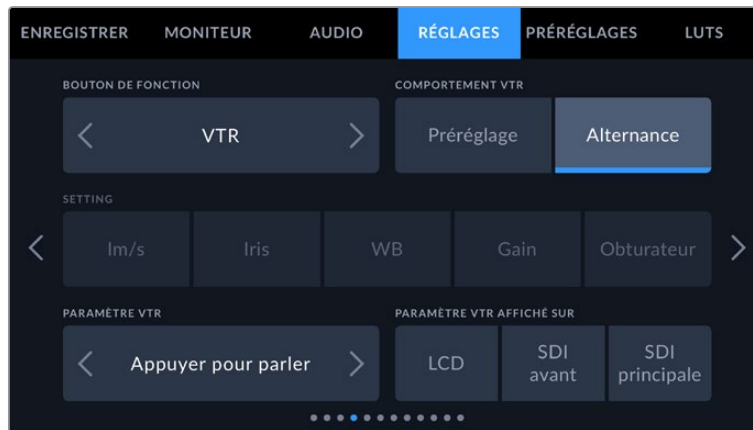 ENREGISTRER MONITEUR AUDIO RÉGLAGES PRÉRÉGLAGES LUTS
BOUTON DE FONCTION
VTR
COMPORTEMENT VTR
Préréglage
Alternance
SETTING
Im/s Iris WB Gain Obturateur
PARAMÈTRE VTR
Appuyer pour parler
PARAMÈTRE VTR AFFICHÉ SUR
LCD
SDI
avant
SDI
principale